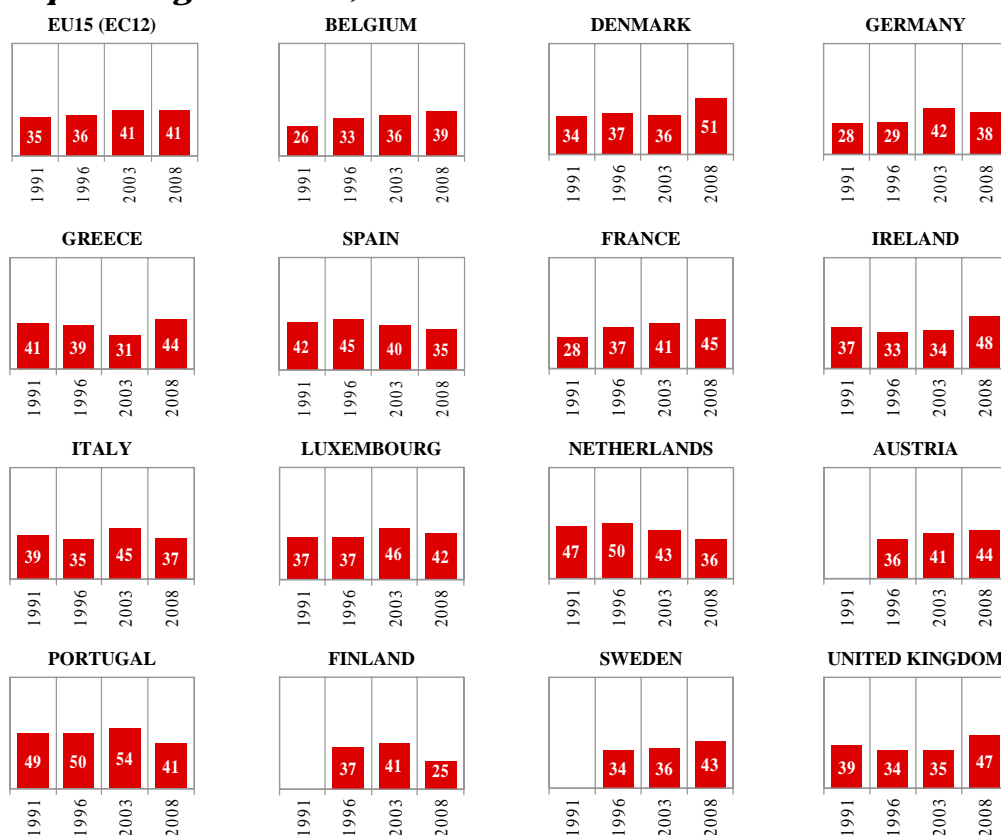 EU15 (EC12) BELGIUM DENMARK GERMANY
35 36 41 41 26 33 36 39 34 37 36 51 28 29 42 38
1991 1996 2003 2008 1991 1996 2003 2008 1991 1996 2003 2008 1991 1996 2003 2008
GREECE SPAIN FRANCE IRELAND
41 39 31 44 42 45 40 35 28 37 41 45 37 33 34 48
1991 1996 2003 2008 1991 1996 2003 2008 1991 1996 2003 2008 1991 1996 2003 2008
ITALY LUXEMBOURG NETHERLANDS AUSTRIA
39 35 45 37 37 37 46 42 47 50 43 36 36 41 44
1991 1996 2003 2008 1991 1996 2003 2008 1991 1996 2003 2008 1991 1996 2003 2008
PORTUGAL FINLAND SWEDEN UNITED KINGDOM
49 50 54 41 37 41 25 34 36 43 39 34 35 47
1991 1996 2003 2008 1991 1996 2003 2008 1991 1996 2003 2008 1991 1996 2003 2008